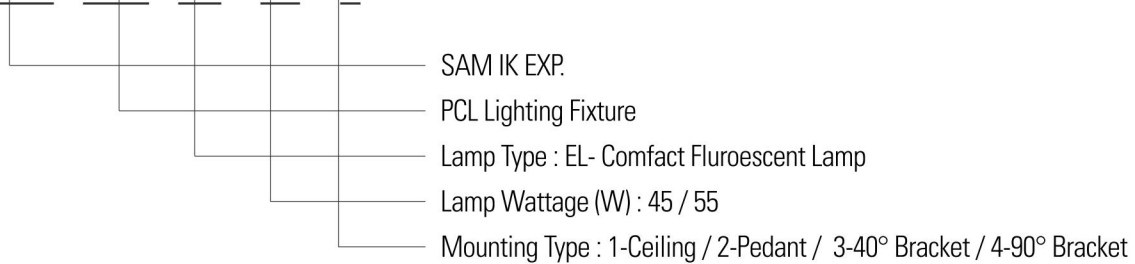 SAM IK EXP.
PCL Lighting Fixture
Lamp Type : EL- Comfact Fluroescent Lamp
Lamp Wattage (W) : 45 / 55
Mounting Type : 1-Ceiling / 2-Pedant / 3-40° Bracket / 4-90° Bracket